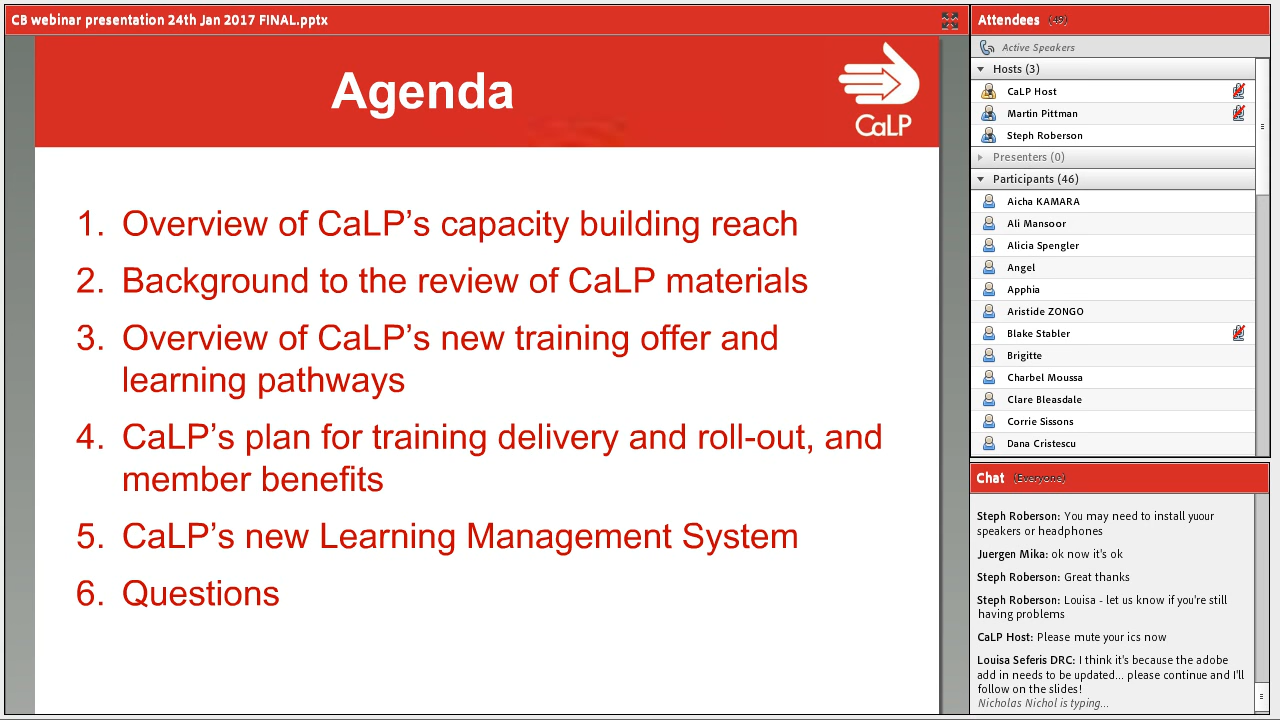 CB webinar presentation 24th Jan 2017 FINAL.pptx
Agenda
CaLP
1. Overview of CaLP’s capacity building reach
2. Background to the review of CaLP materials
3. Overview of CaLP’s new training offer and
learning pathways
4. CaLP’s plan for training delivery and roll-out, and
member benefits
5. CaLP’s new Learning Management System
6. Questions
Attendees (49)
Active Speakers
Hosts (3)
CaLP Host
Martin Pittman
Steph Roberson
Presenters (0)
Participants (46)
Aicha KAMARA
Ali Mansoor
Alicia Spengler
Angel
Apphia
Aristide ZONGO
Blake Stabler
Brigitte
Charbel Moussa
Clare Bleasdale
Corrie Sissons
Dana Cristescu
Chat (Everyone)
Steph Roberson: You may need to install yuour
speakers or headphones
Juergen Mika: ok now it's ok
Steph Roberson: Great thanks
Steph Roberson: Louisa - let us know if you're still
having problems
CaLP Host: Please mute your ics now
Louisa Seferis DRC: I think it's because the adobe
add in needs to be updated... please continue and I'll
follow on the slides!
Nicholas Nichol is typing...